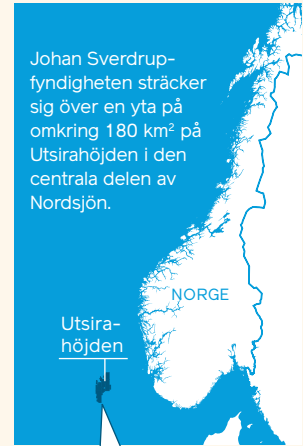 Johan Sverdrup-
fyndigheten sträcker
sig över en yta på
omkring 180 km² på
Utsirahöjden i den
centrala delen av
Nordsjön.
NORGE
Utsira-
höjden